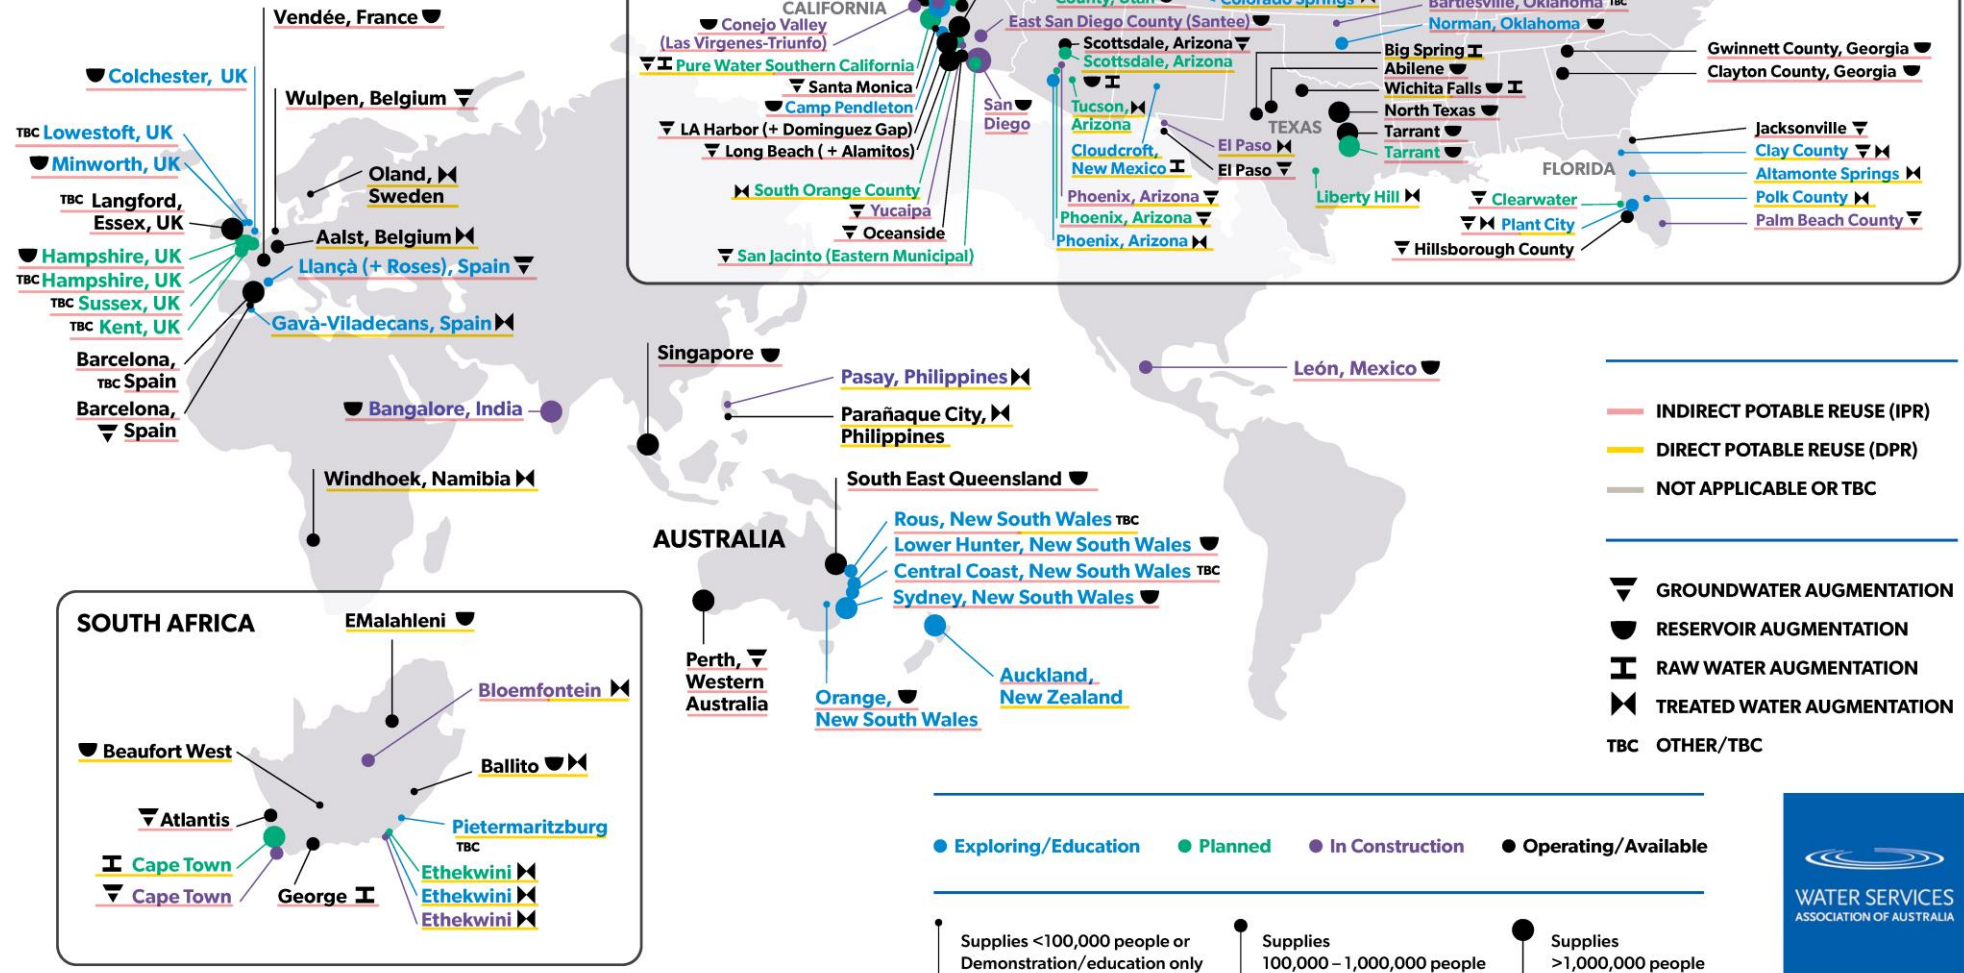 Vendée, France
Colchester, UK
Wulpen, Belgium
TBC Lowestoft, UK
Minworth, UK
TBC Langford,
Essex, UK
Oland,
Sweden
Aalst, Belgium
Hampshire, UK
Llançà (+ Roses), Spain
TBC Hampshire, UK
TBC Sussex, UK
TBC Kent, UK
Gavà-Viladecans, Spain
Barcelona,
TBC Spain
Barcelona,
Spain
Bangalore, India
Windhoek, Namibia
CALIFORNIA
Conejo Valley
(Las Virgenes-Triunfo)
Pure Water Southern California
Santa Monica
Camp Pendleton
LA Harbor (+ Dominguez Gap)
Long Beach ( + Alamitos)
South Orange County
Yucaipa
Oceanside
San Jacinto (Eastern Municipal)
County, Utah
Colorado Springs
East San Diego County (Santee)
Scottsdale, Arizona
Scottsdale, Arizona
San
Diego
Tucson,
Arizona
Cloudcroft,
New Mexico
Phoenix, Arizona
Phoenix, Arizona
Phoenix, Arizona
El Paso
El Paso
Bartlesville, Oklahoma TBC
Norman, Oklahoma
Big Spring
Abilene
Wichita Falls
North Texas
TEXAS
Tarrant
Tarrant
Liberty Hill
Gwinnett County, Georgia
Clayton County, Georgia
Jacksonville
Clay County
FLORIDA
Altamonte Springs
Clearwater
Polk County
Plant City
Palm Beach County
Hillsborough County
Singapore
Pasay, Philippines
Parañaque City,
Philippines
León, Mexico
South East Queensland
AUSTRALIA
Rous, New South Wales TBC
Lower Hunter, New South Wales
Central Coast, New South Wales TBC
Sydney, New South Wales
Perth,
Western
Australia
Orange,
New South Wales
Auckland,
New Zealand
SOUTH AFRICA
EMalahleni
Bloemfontein
Beaufort West
Ballito
Atlantis
Pietermaritzburg
TBC
Cape Town
Cape Town
George
Ethekwini
Ethekwini
Ethekwini
INDIRECT POTABLE REUSE (IPR)
DIRECT POTABLE REUSE (DPR)
NOT APPLICABLE OR TBC
GROUNDWATER AUGMENTATION
RESERVOIR AUGMENTATION
RAW WATER AUGMENTATION
TREATED WATER AUGMENTATION
TBC OTHER/TBC
Exploring/Education
Planned
In Construction
Operating/Available
Supplies <100,000 people or
Demonstration/education only
Supplies
100,000 – 1,000,000 people
Supplies
>1,000,000 people
WATER SERVICES
ASSOCIATION OF AUSTRALIA